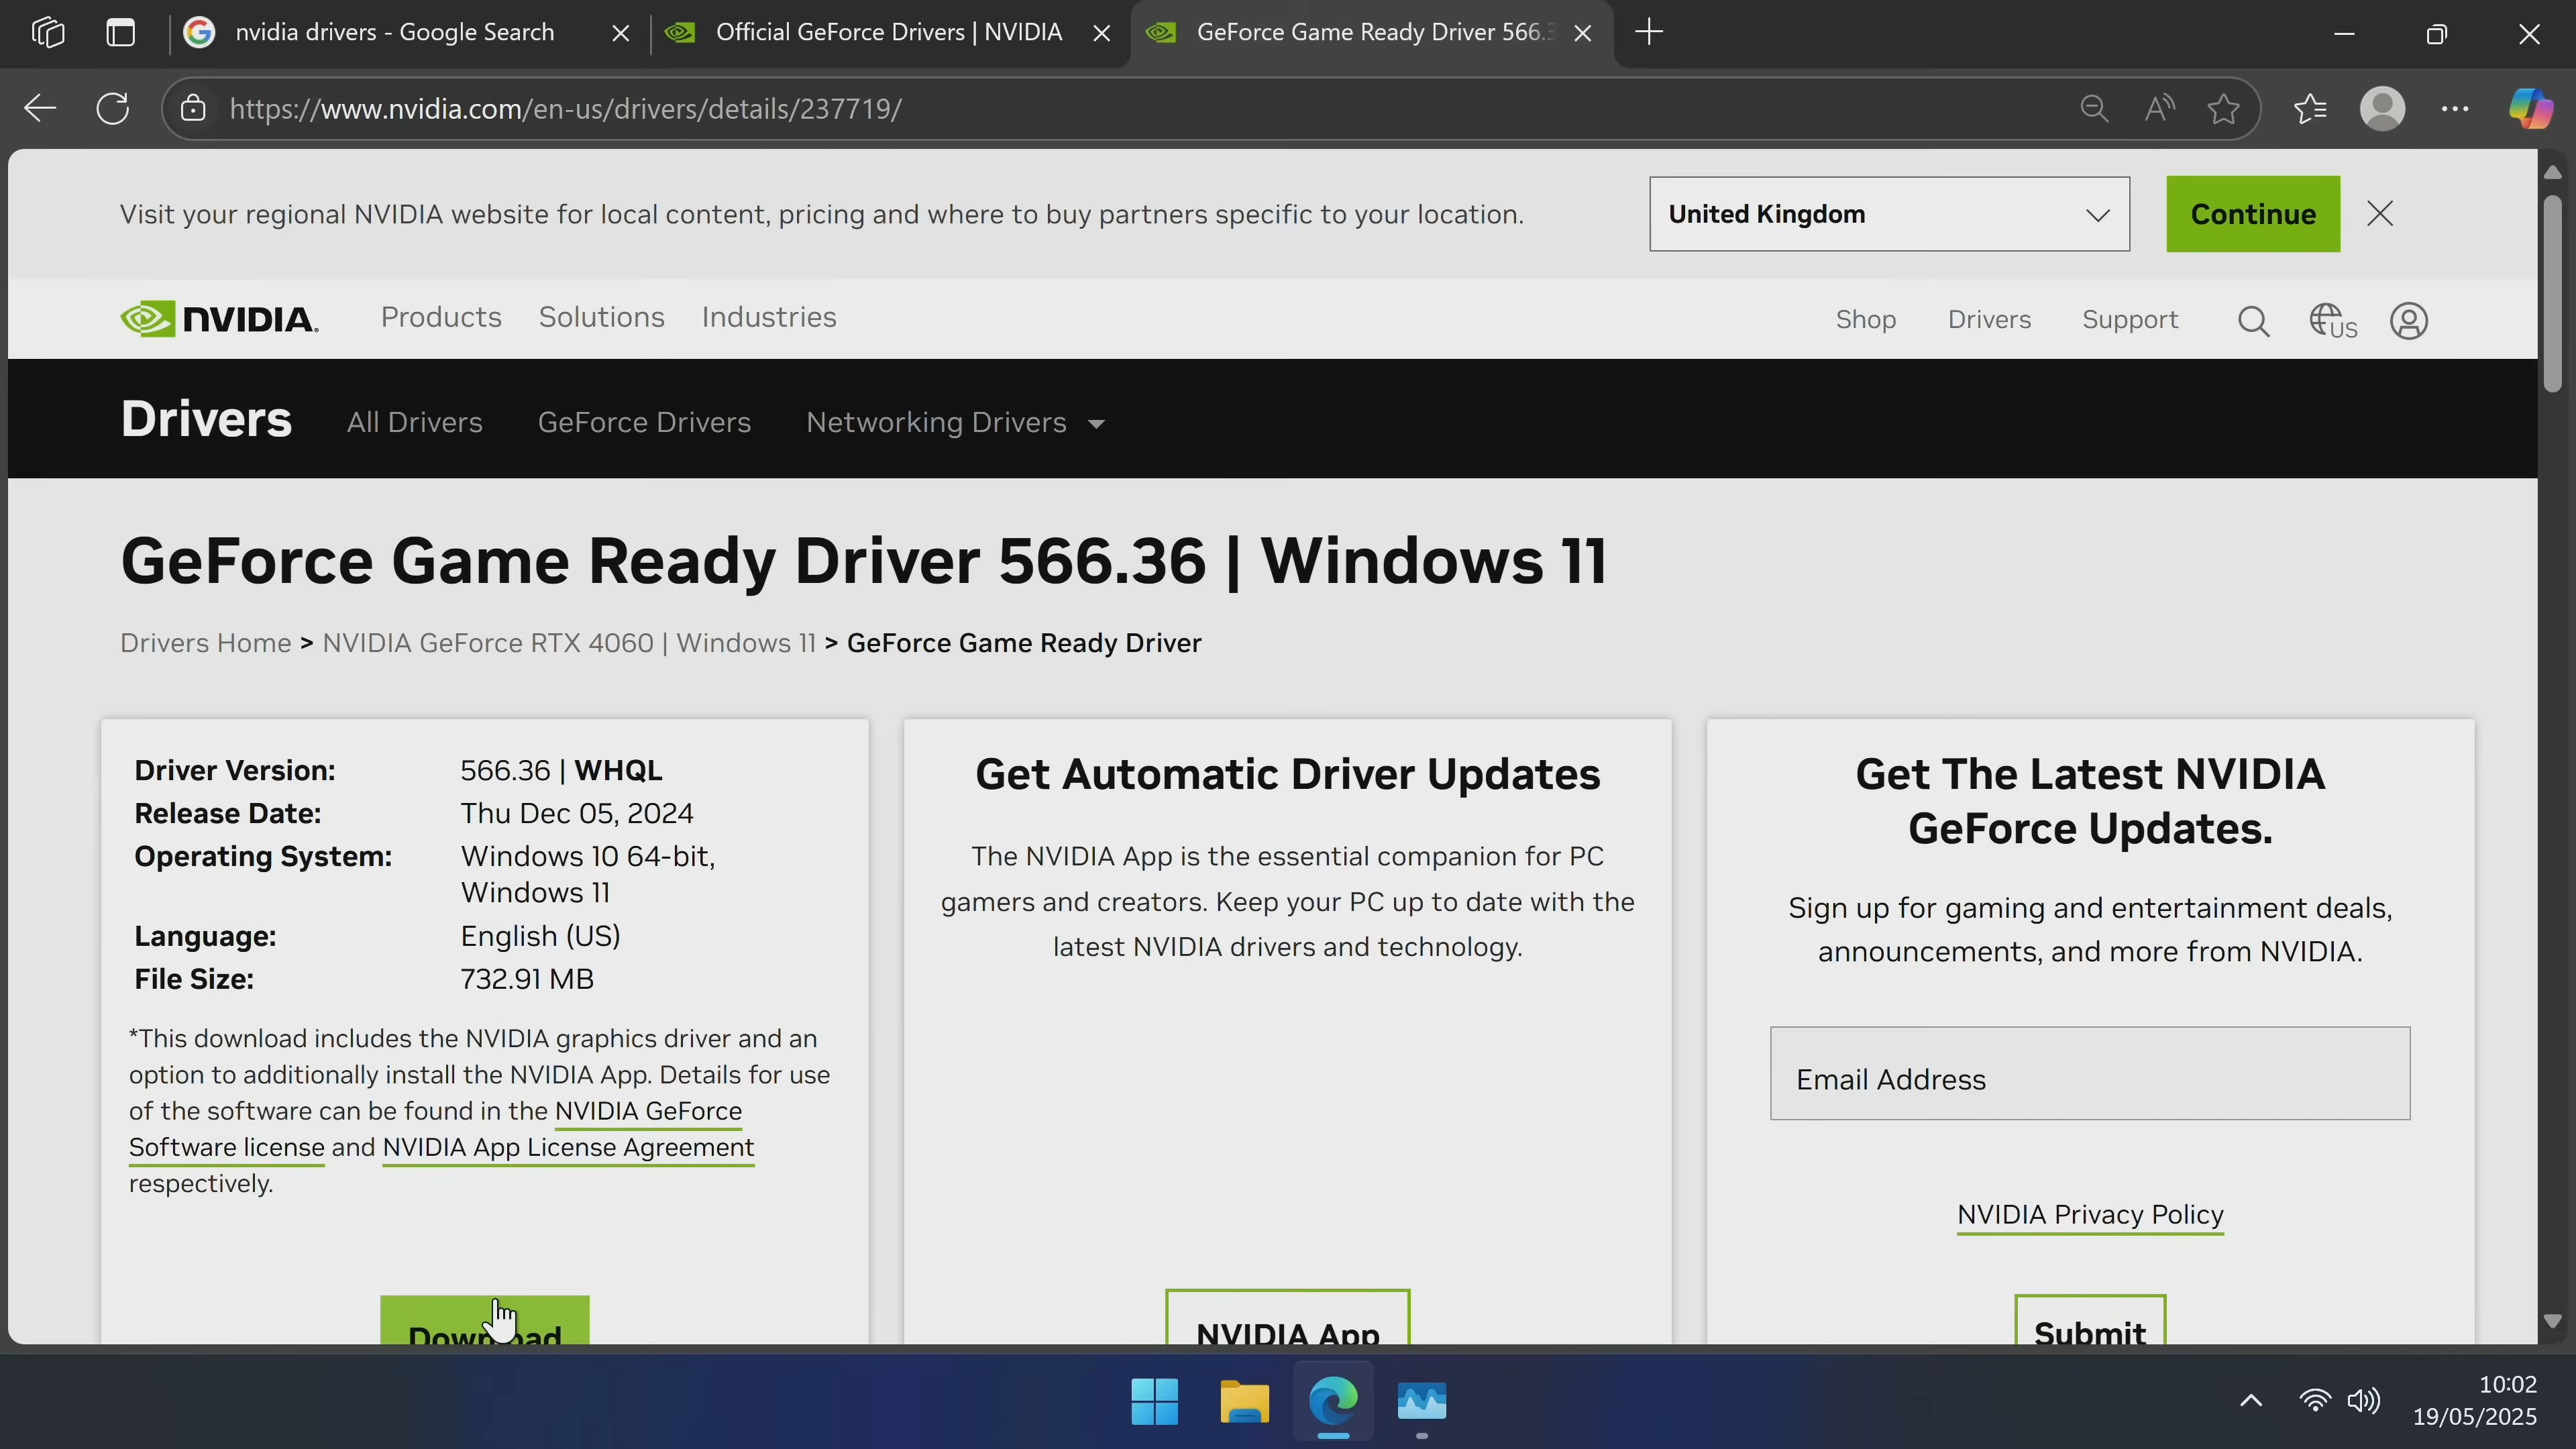 nvidia drivers - Google Search
Official GeForce Drivers | NVIDIA
GeForce Game Ready Driver 566.3
https://www.nvidia.com/en-us/drivers/details/237719/
Visit your regional NVIDIA website for local content, pricing and where to buy partners specific to your location.
United Kingdom
Continue
NVIDIA.
Products
Solutions
Industries
Shop
Drivers
Support
US
Drivers
All Drivers
GeForce Drivers
Networking Drivers
GeForce Game Ready Driver 566.36 | Windows 11
Drivers Home > NVIDIA GeForce RTX 4060 | Windows 11 > GeForce Game Ready Driver
Driver Version: 566.36 | WHQL
Release Date: Thu Dec 05, 2024
Operating System: Windows 10 64-bit,
Windows 11
Language: English (US)
File Size: 732.91 MB
*This download includes the NVIDIA graphics driver and an
option to additionally install the NVIDIA App. Details for use
of the software can be found in the NVIDIA GeForce
Software license and NVIDIA App License Agreement
respectively.
Download
Get Automatic Driver Updates
The NVIDIA App is the essential companion for PC
gamers and creators. Keep your PC up to date with the
latest NVIDIA drivers and technology.
NVIDIA App
Get The Latest NVIDIA
GeForce Updates.
Sign up for gaming and entertainment deals,
announcements, and more from NVIDIA.
Email Address
NVIDIA Privacy Policy
Submit
10:02
19/05/2025